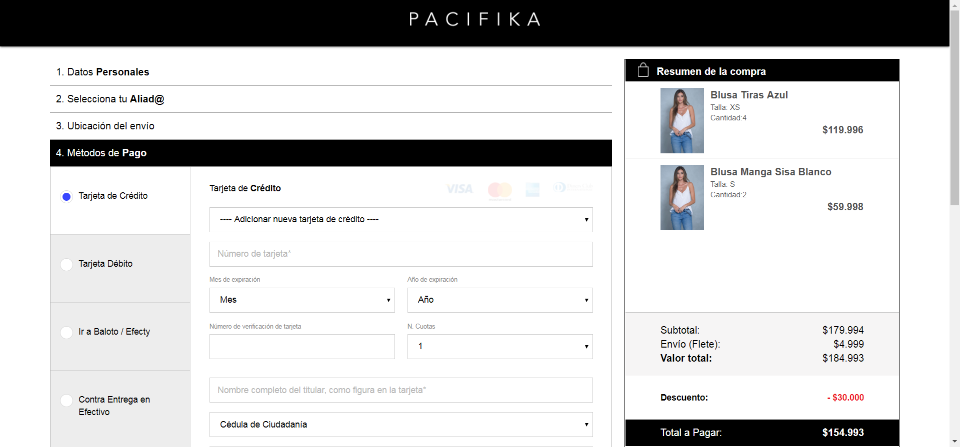 PACIFIKA
1. Datos Personales
2. Selecciona tu Aliad@
3. Ubicación del envío
4. Métodos de Pago
Tarjeta de Crédito
Tarjeta Débito
Ir a Baloto / Efecty
Contra Entrega en
Efectivo
Tarjeta de Crédito
VISA
---- Adicionar nueva tarjeta de crédito ----
Número de tarjeta*
Mes de expiración Año de expiración
Mes Año
Número de verificación de tarjeta N. Cuotas
1
Nombre completo del titular, como figura en la tarjeta*
Cédula de Ciudadanía
Resumen de la compra
Blusa Tiras Azul
Talla: XS
Cantidad:4
$119.996
Blusa Manga Sisa Blanco
Talla: S
Cantidad:2
$59.998
Subtotal: $179.994
Envío (Flete): $4.999
Valor total: $184.993
Descuento: - $30.000
Total a Pagar: $154.993